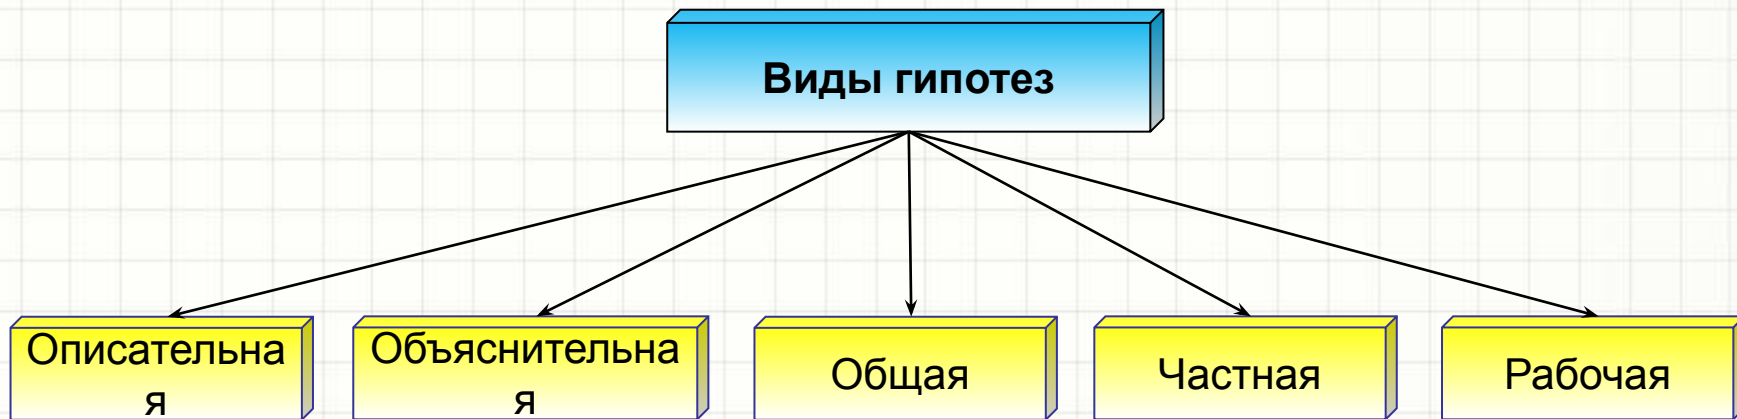 Виды гипотез
Описательна
я
Объяснительна
я
Общая
Частная
Рабочая